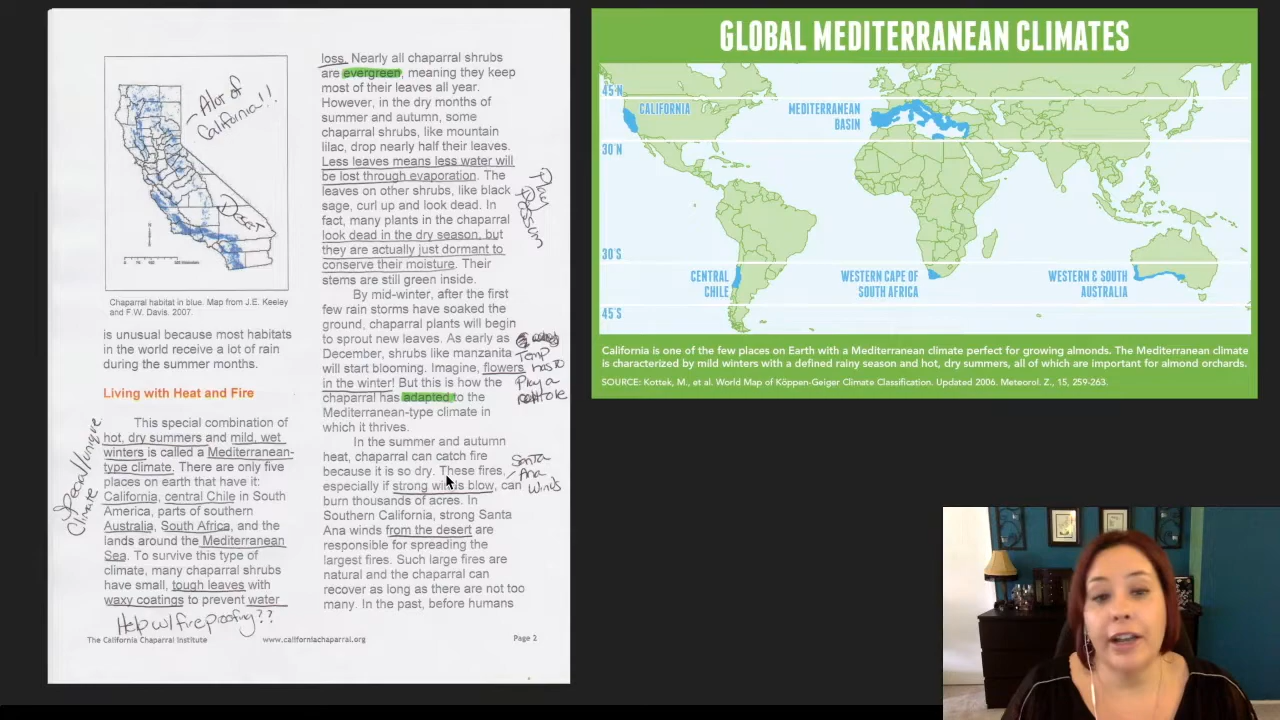 Alot of
California!!
Desert
Chaparral habitat in blue. Map from J.E. Keeley
and F.W. Davis. 2007.
is unusual because most habitats
in the world receive a lot of rain
during the summer months.
Living with Heat and Fire
This special combination of
hot, dry summers and mild, wet
winters is called a Mediterranean-
type climate. There are only five
places on earth that have it:
California, central Chile in South
America, parts of southern
Australia, South Africa, and the
lands around the Mediterranean
Sea. To survive this type of
climate, many chaparral shrubs
have small, tough leaves with
waxy coatings to prevent water
Special/unique
Climate
Help w/ fireproofing??
loss. Nearly all chaparral shrubs
are evergreen, meaning they keep
most of their leaves all year.
However, in the dry months of
summer and autumn, some
chaparral shrubs, like mountain
lilac, drop nearly half their leaves.
Less leaves means less water will
be lost through evaporation. The
leaves on other shrubs, like black
sage, curl up and look dead. In
fact, many plants in the chaparral
look dead in the dry season, but
they are actually just dormant to
conserve their moisture. Their
stems are still green inside.
By mid-winter, after the first
few rain storms have soaked the
ground, chaparral plants will begin
to sprout new leaves. As early as
December, shrubs like manzanita
will start blooming. Imagine, flowers
in the winter! But this is how the
chaparral has adapted to the
Mediterranean-type climate in
which it thrives.
In the summer and autumn
heat, chaparral can catch fire
because it is so dry. These fires,
especially if strong winds blow, can
burn thousands of acres. In
Southern California, strong Santa
Ana winds from the desert are
responsible for spreading the
largest fires. Such large fires are
natural and the chaparral can
recover as long as there are not too
many. In the past, before humans
Play
Possum
Temp
has to
Play a
Santa
Ana
Winds
The California Chaparral Institute
www.californiachaparral.org
Page 2
GLOBAL MEDITERRANEAN CLIMATES
45°N
CALIFORNIA
MEDITERRANEAN
BASIN
30°N
30°S
CENTRAL
CHILE
WESTERN CAPE OF
SOUTH AFRICA
WESTERN & SOUTH
AUSTRALIA
45°S
California is one of the few places on Earth with a Mediterranean climate perfect for growing almonds. The Mediterranean climate
is characterized by mild winters with a defined rainy season and hot, dry summers, all of which are important for almond orchards.
SOURCE: Kottek, M., et al. World Map of Köppen-Geiger Climate Classification. Updated 2006. Meteorol. Z., 15, 259-263.